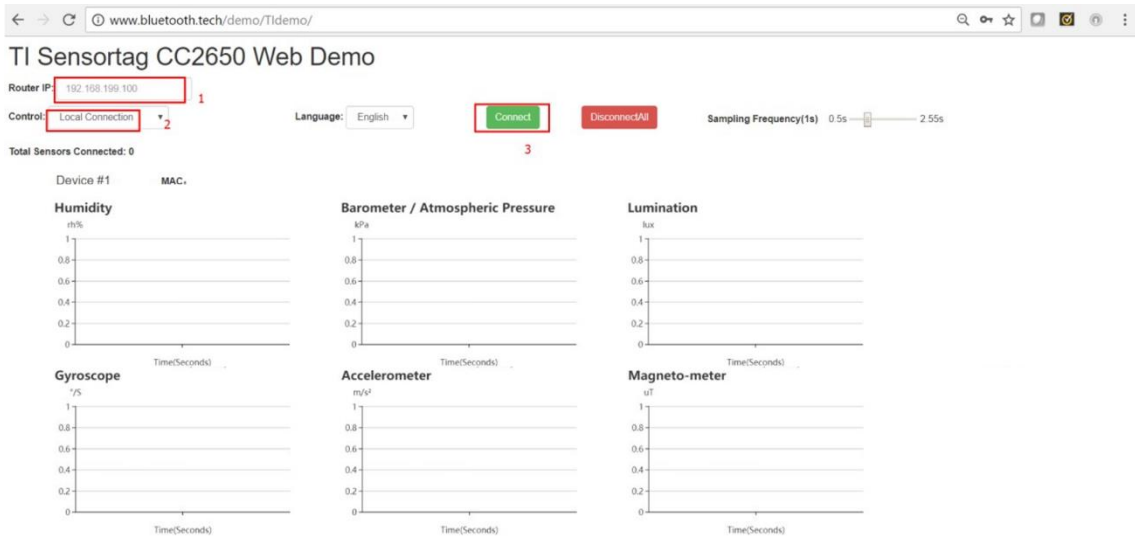 www.bluetooth.tech/demo/TIdemo/
TI Sensortag CC2650 Web Demo
Router IP: 192.168.199.100 1
Control: Local Connection 2 Language: English Connect DisconnectAll Sampling Frequency(1s) 0.5s 2.55s
3
Total Sensors Connected: 0
Device #1 MAC:
Humidity Barometer / Atmospheric Pressure Lumination
rh% kPa lux
1 1 1
0.8 0.8 0.8
0.6 0.6 0.6
0.4 0.4 0.4
0.2 0.2 0.2
0 0 0
Time(Seconds) Time(Seconds) Time(Seconds)
Gyroscope Accelerometer Magneto-meter
°/S m/s² uT
1 1 1
0.8 0.8 0.8
0.6 0.6 0.6
0.4 0.4 0.4
0.2 0.2 0.2
0 0 0
Time(Seconds) Time(Seconds) Time(Seconds)